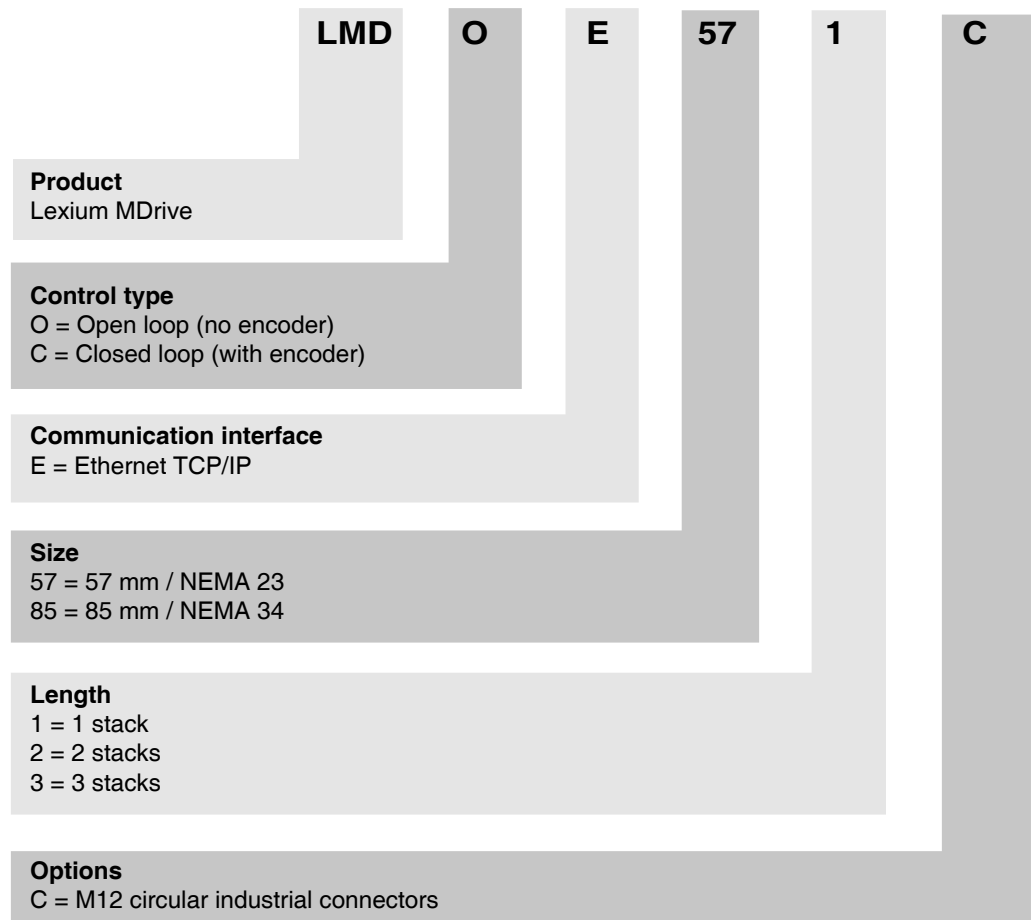 LMD O E 57 1 C
Product
Lexium MDrive
Control type
O = Open loop (no encoder)
C = Closed loop (with encoder)
Communication interface
E = Ethernet TCP/IP
Size
57 = 57 mm / NEMA 23
85 = 85 mm / NEMA 34
Length
1 = 1 stack
2 = 2 stacks
3 = 3 stacks
Options
C = M12 circular industrial connectors